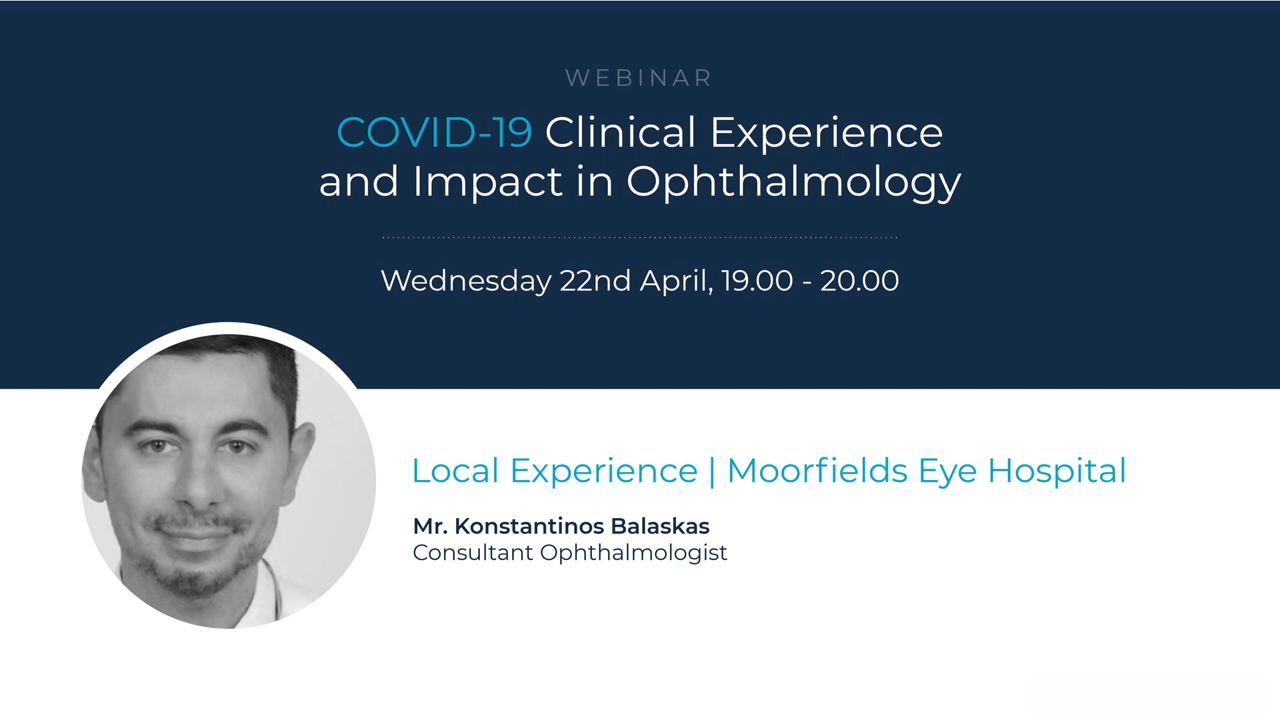 WEBINAR
COVID-19 Clinical Experience
and Impact in Ophthalmology
Wednesday 22nd April, 19.00 - 20.00
Local Experience | Moorfields Eye Hospital
Mr. Konstantinos Balaskas
Consultant Ophthalmologist